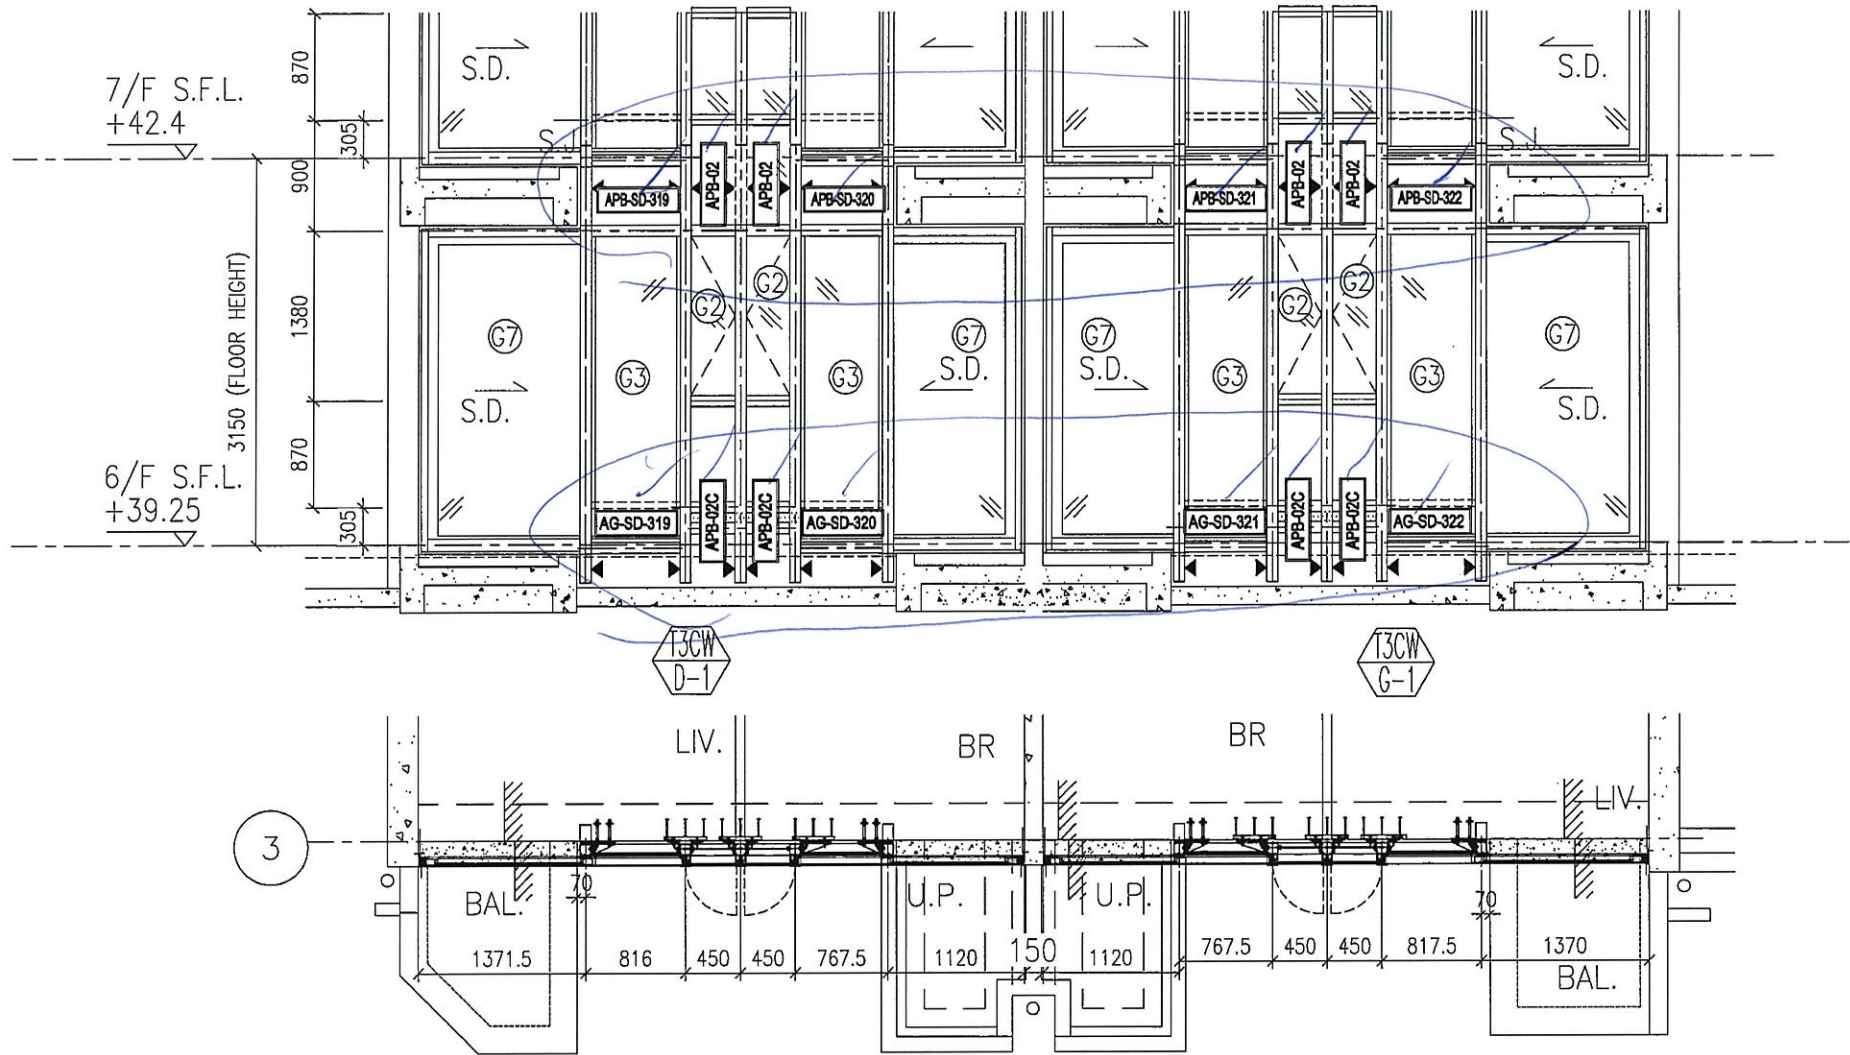 870
7/F S.F.L.
+42.4
305
900
S.D.
S.D.
S.J
S.J
APB-SD-319
APB-02
APB-02
APB-SD-320
APB-SD-321
APB-02
APB-02
APB-SD-322
3150 (FLOOR HEIGHT)
1380
G7
S.D.
G3
G2
G2
G3
G7
S.D.
G7
S.D.
G3
G2
G2
G3
G7
S.D.
870
6/F S.F.L.
+39.25
305
AG-SD-319
APB-02C
APB-02C
AG-SD-320
AG-SD-321
APB-02C
APB-02C
AG-SD-322
T3CW
D-1
T3CW
G-1
LIV.
BR
BR
LIV.
3
70
BAL.
U.P.
U.P.
70
1371.5
816
450
450
767.5
1120
150
1120
767.5
450
450
817.5
1370
BAL.